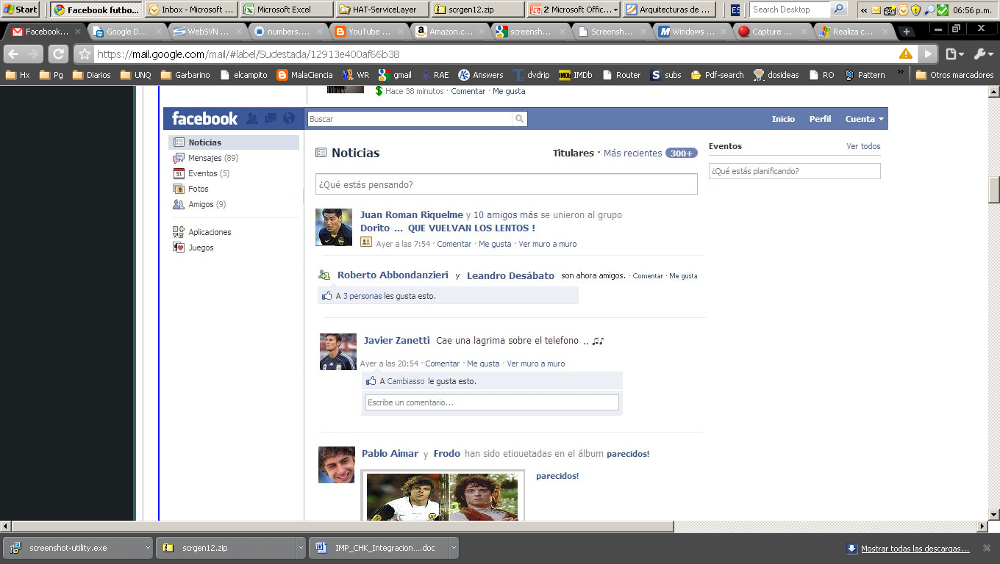 Start
Facebook futbo...
Inbox - Microsoft ...
Microsoft Excel
HAT-ServiceLayer
scrgen12.zip
2 Microsoft Offic...
Arquitecturas de ...
ES
Search Desktop
«
06:56 p.m.
Facebook...
Google D...
WebSVN ...
numbers....
YouTube ...
Amazon.c...
screensh...
Screensh...
Windows ...
Capture ...
Realiza c...
https://mail.google.com/mail/#label/Sudestada/12913e400af66b38
Hx
Pg
Diarios
UNQ
Garbarino
elcampito
MalaCiencia
WR
gmail
RAE
Answers
dvdrip
IMDb
Router
subs
Pdf-search
dosideas
RO
Pattern
»
Otros marcadores
Hace 38 minutos · Comentar · Me gusta
facebook
Buscar
Inicio
Perfil
Cuenta
Noticias
Mensajes (89)
Eventos (5)
Fotos
Amigos (9)
Aplicaciones
Juegos
Noticias
Titulares · Más recientes 300+
¿Qué estás pensando?
Juan Roman Riquelme y 10 amigos más se unieron al grupo
Dorito ... QUE VUELVAN LOS LENTOS !
Ayer a las 7:54 · Comentar · Me gusta · Ver muro a muro
Roberto Abbondanzieri y Leandro Desábato son ahora amigos. · Comentar · Me gusta
A 3 personas les gusta esto.
Javier Zanetti Cae una lagrima sobre el telefono .. ♫♪
Ayer a las 20:54 · Comentar · Me gusta · Ver muro a muro
A Cambiasso le gusta esto.
Escribe un comentario...
Pablo Aimar y Frodo han sido etiquetadas en el álbum parecidos!
parecidos!
Eventos
Ver todos
¿Qué estás planificando?
screenshot-utility.exe
scrgen12.zip
IMP_CHK_Integracion....doc
Mostrar todas las descargas...